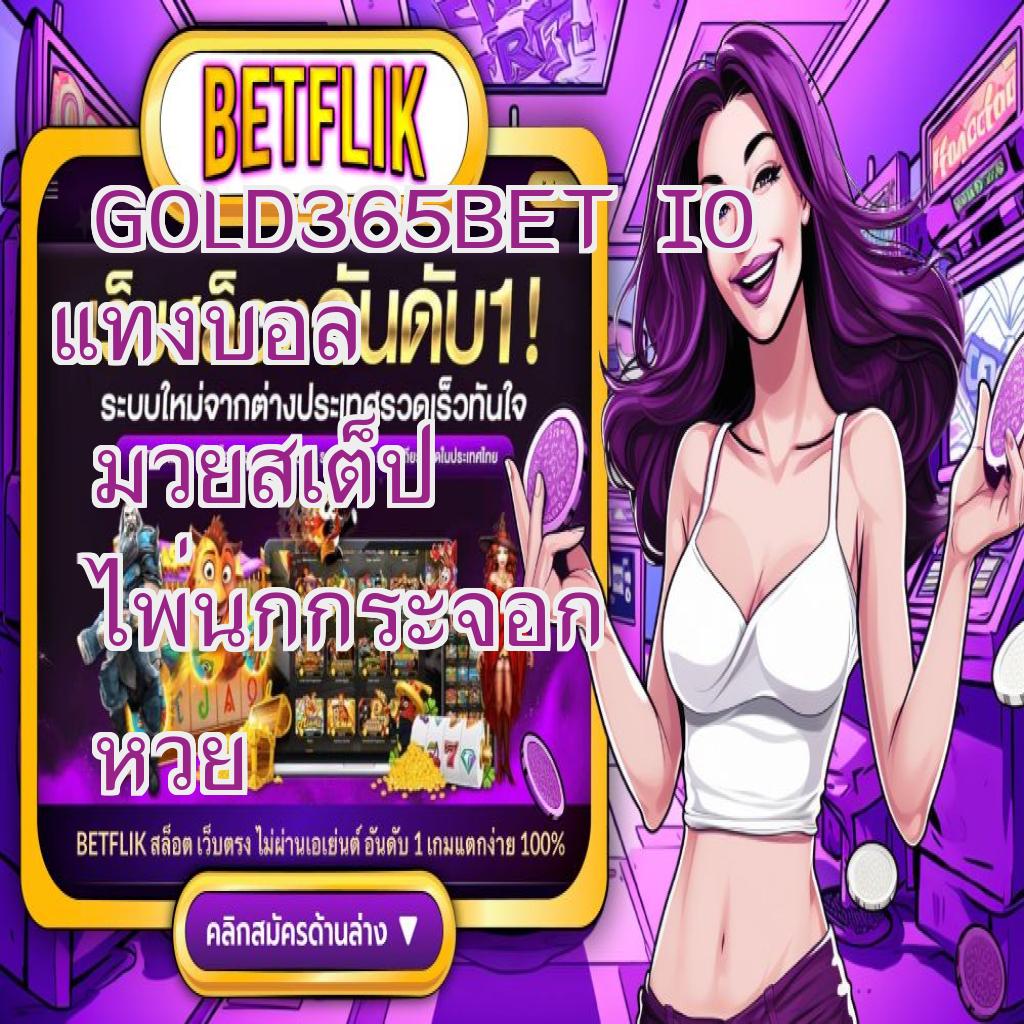 BETFLIK
GOLD365BET IO
อันดับ1!
แทงบอล
ระบบใหม่จากต่างประเทศรวดเร็วทันใจ
มวยสเต็ป
ไพ่นกกระจอก
หวย
BETFLIK สล็อต เว็บตรง ไม่ผ่านเอเย่นต์ อันดับ 1 เกมแตกง่าย 100%
คลิกสมัครด้านล่าง ▼